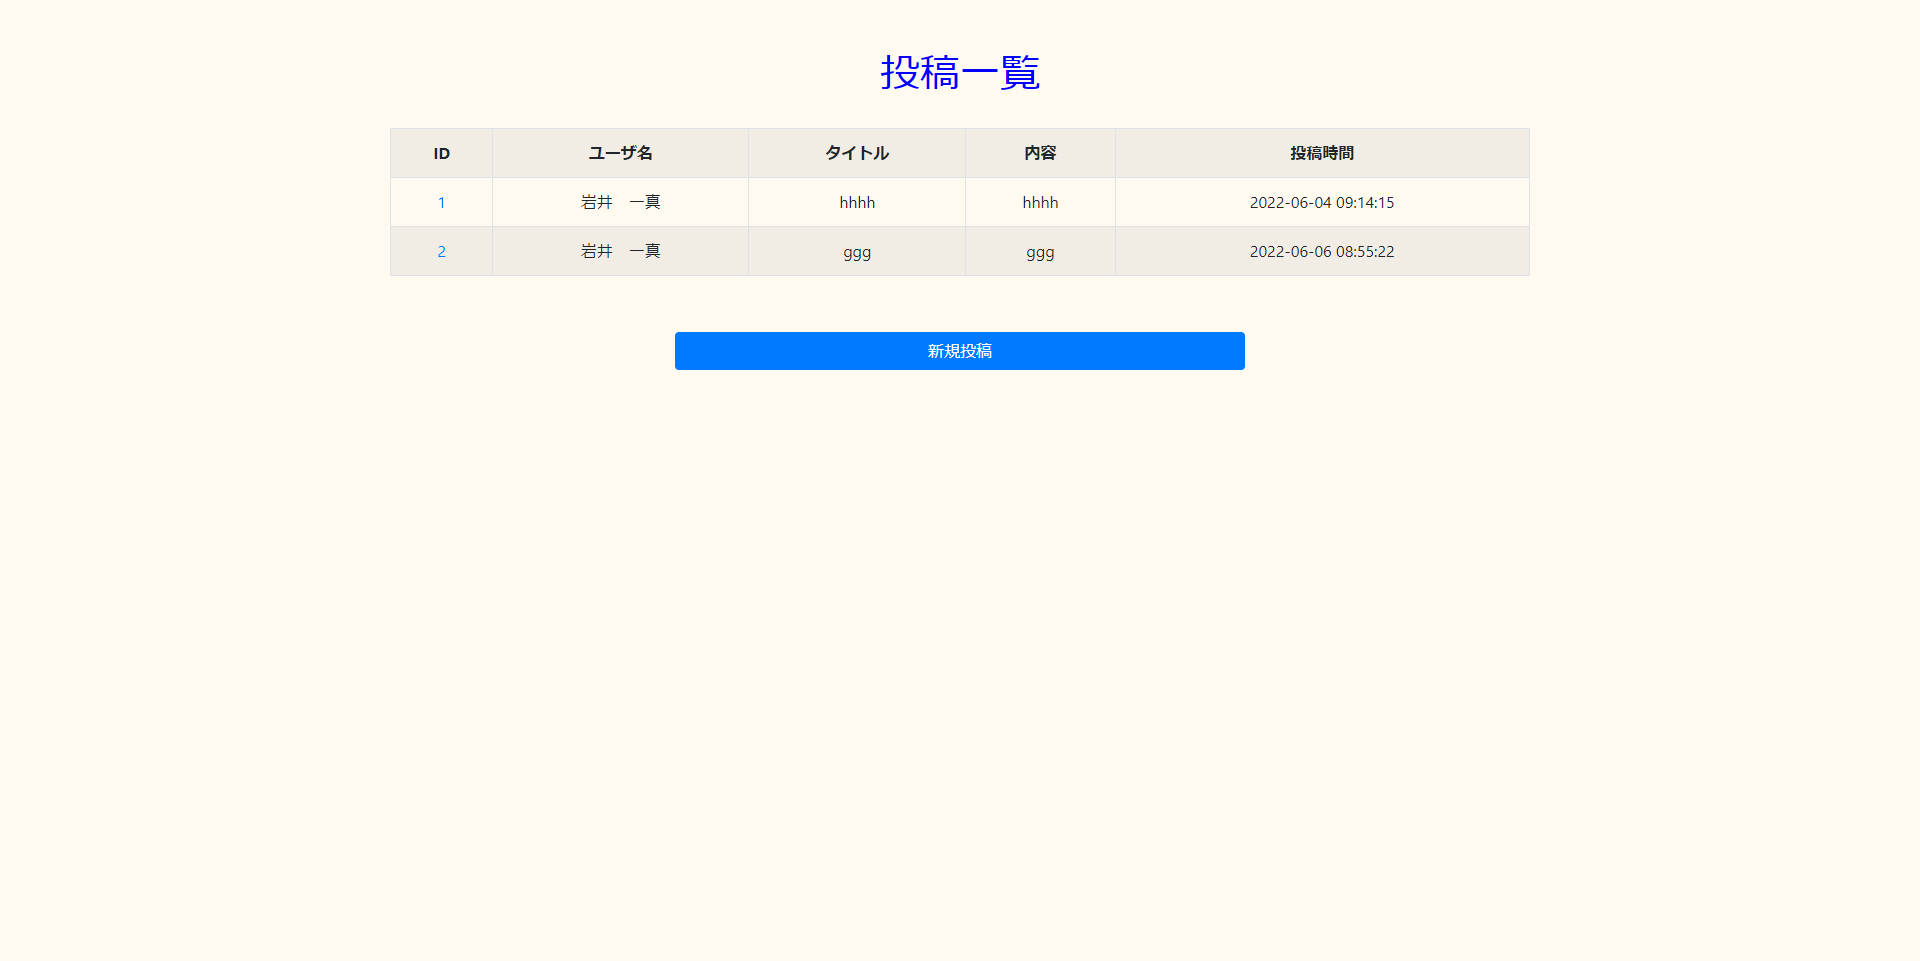 投稿一覧
ID ユーザ名 タイトル 内容 投稿時間
1 岩井　一真 hhhh hhhh 2022-06-04 09:14:15
2 岩井　一真 ggg ggg 2022-06-06 08:55:22
新規投稿